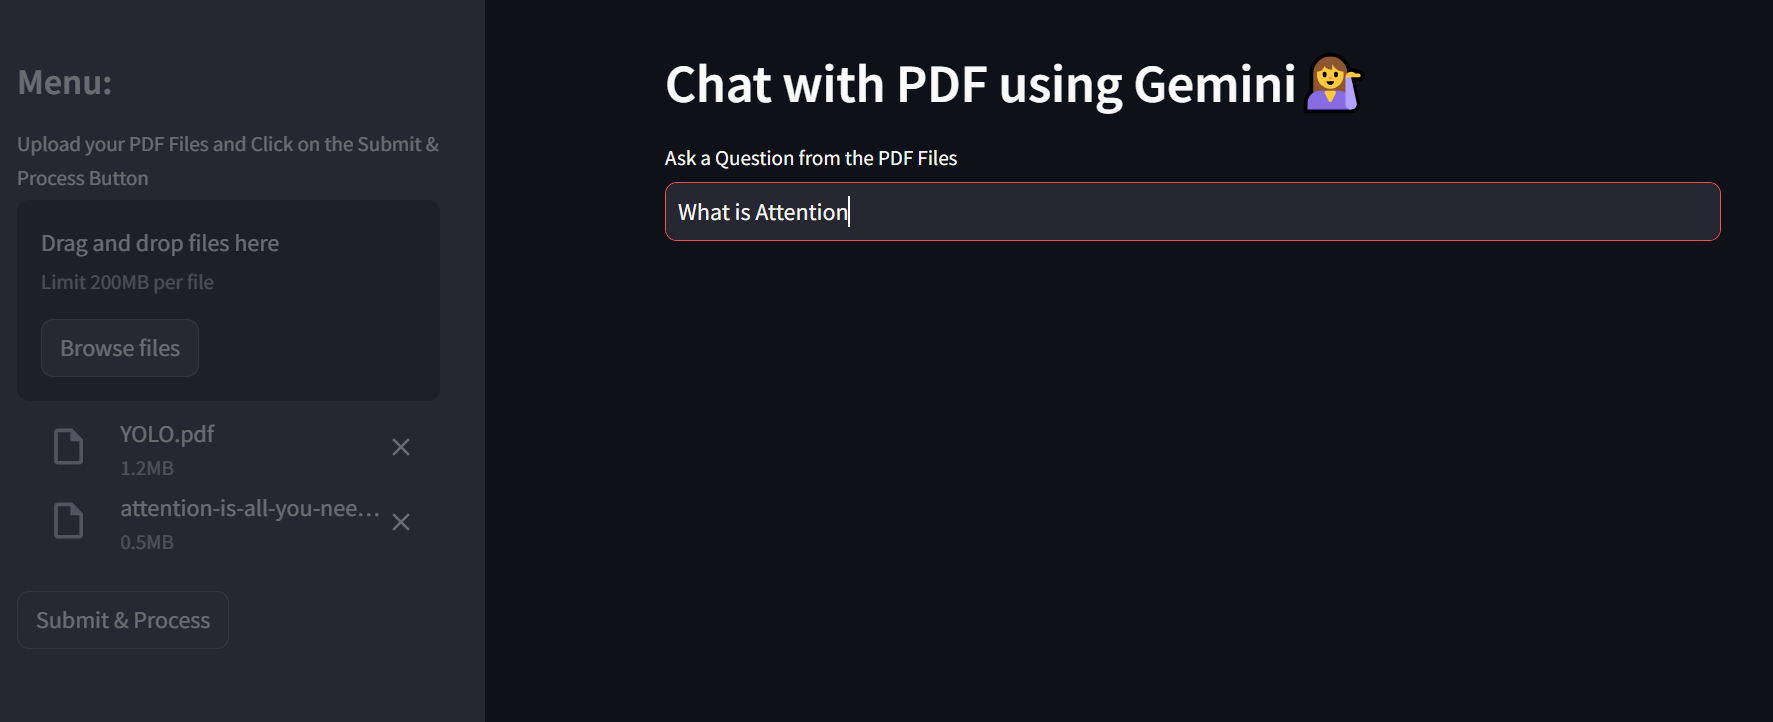 Menu:
Upload your PDF Files and Click on the Submit &
Process Button
Drag and drop files here
Limit 200MB per file
Browse files
YOLO.pdf
1.2MB
attention-is-all-you-nee...
0.5MB
Submit & Process
Chat with PDF using Gemini
Ask a Question from the PDF Files
What is Attention